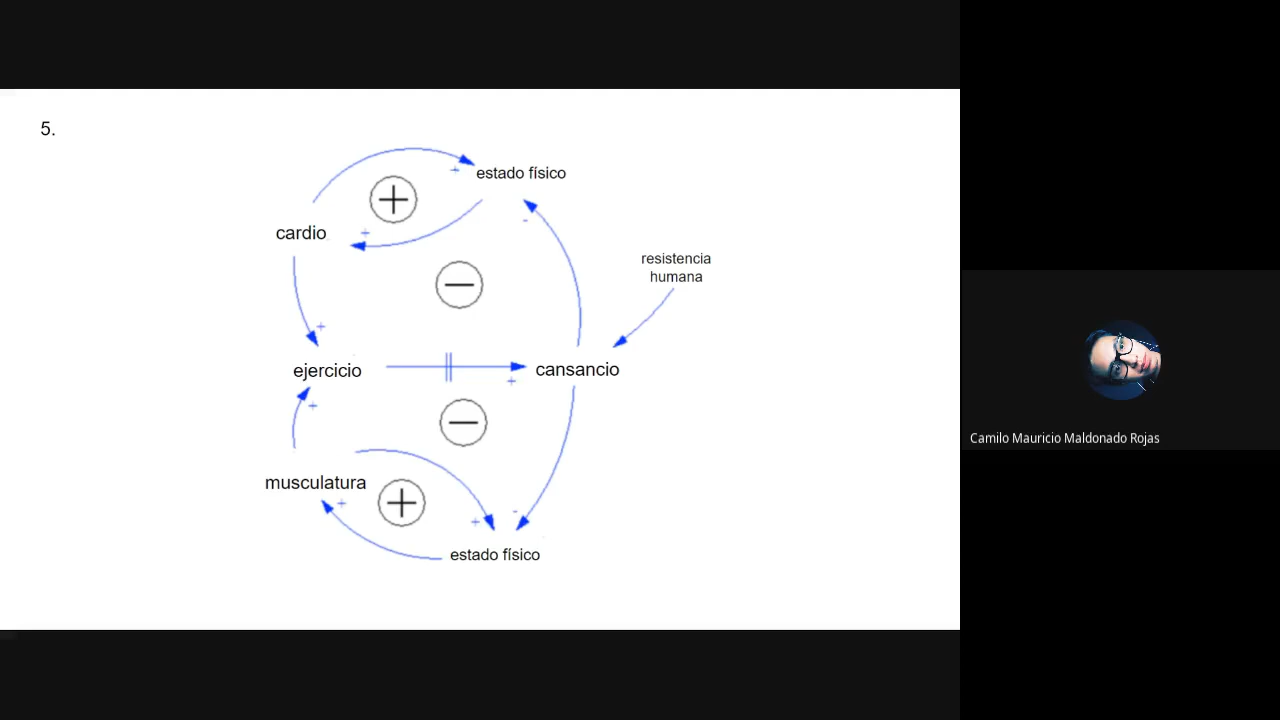 5.
estado físico
+
+
cardio
+
-
resistencia
humana
—
+
ejercicio
cansancio
+
+
—
musculatura
+
+
+
-
estado físico
Camilo Mauricio Maldonado Rojas